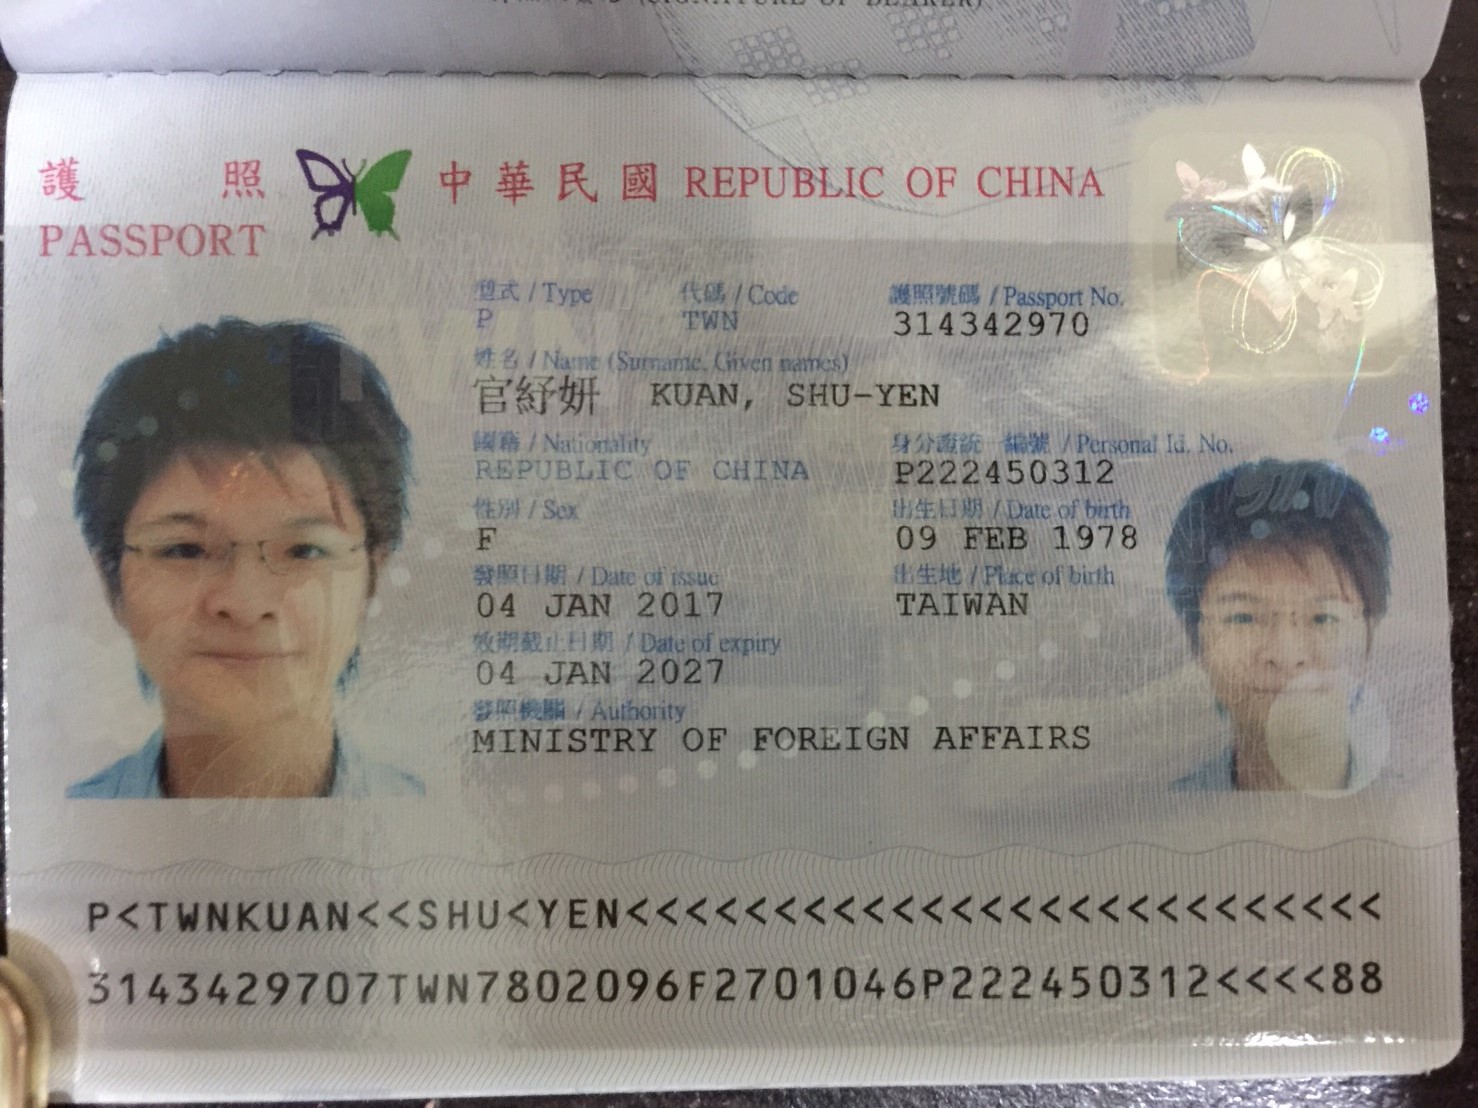 (SIGNATURE OF BEARER)
護照 中華民國 REPUBLIC OF CHINA
PASSPORT
型式 / Type 代碼 / Code 護照號碼 / Passport No.
P TWN 314342970
姓名 / Name (Surname, Given names)
官紓妍 KUAN, SHU-YEN
國籍 / Nationality 身分證統一編號 / Personal Id. No.
REPUBLIC OF CHINA P222450312
性別 / Sex 出生日期 / Date of birth
F 09 FEB 1978
發照日期 / Date of issue 出生地 / Place of birth
04 JAN 2017 TAIWAN
效期截止日期 / Date of expiry
04 JAN 2027
發照機關 / Authority
MINISTRY OF FOREIGN AFFAIRS
P<TWNKUAN<<SHU<YEN<<<<<<<<<<<<<<<<<<<<<<<<<<
3143429707TWN7802096F2701046P222450312<<<<88